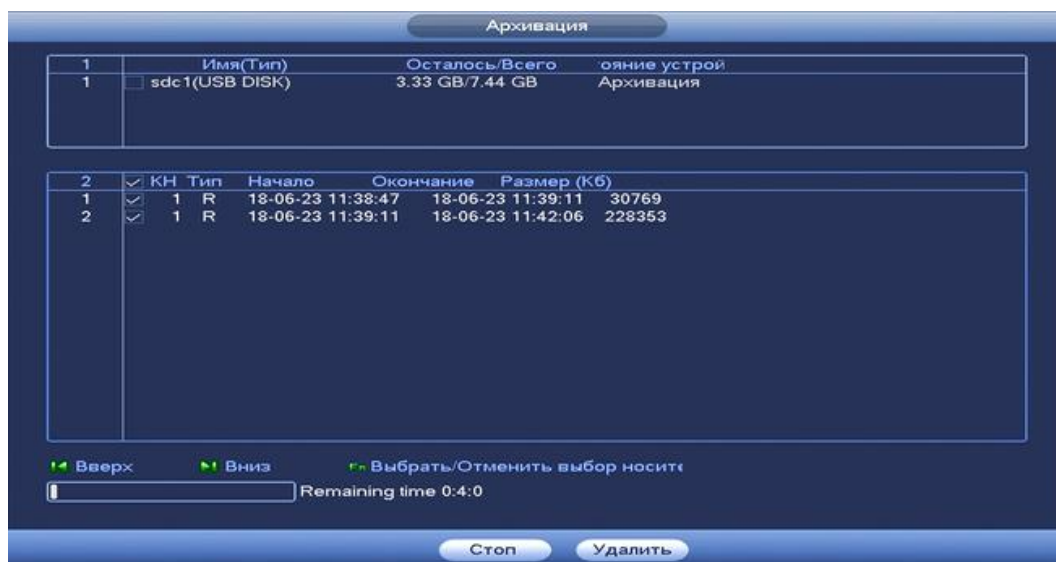 Архивация
1 Имя(Тип) Осталось/Всего ояние устрой
1 sdc1(USB DISK) 3.33 GB/7.44 GB Архивация
2 КН Тип Начало Окончание Размер (Кб)
1 1 R 18-06-23 11:38:47 18-06-23 11:39:11 30769
2 1 R 18-06-23 11:39:11 18-06-23 11:42:06 228353
Вверх Вниз Fn Выбрать/Отменить выбор носите
Remaining time 0:4:0
Стоп Удалить